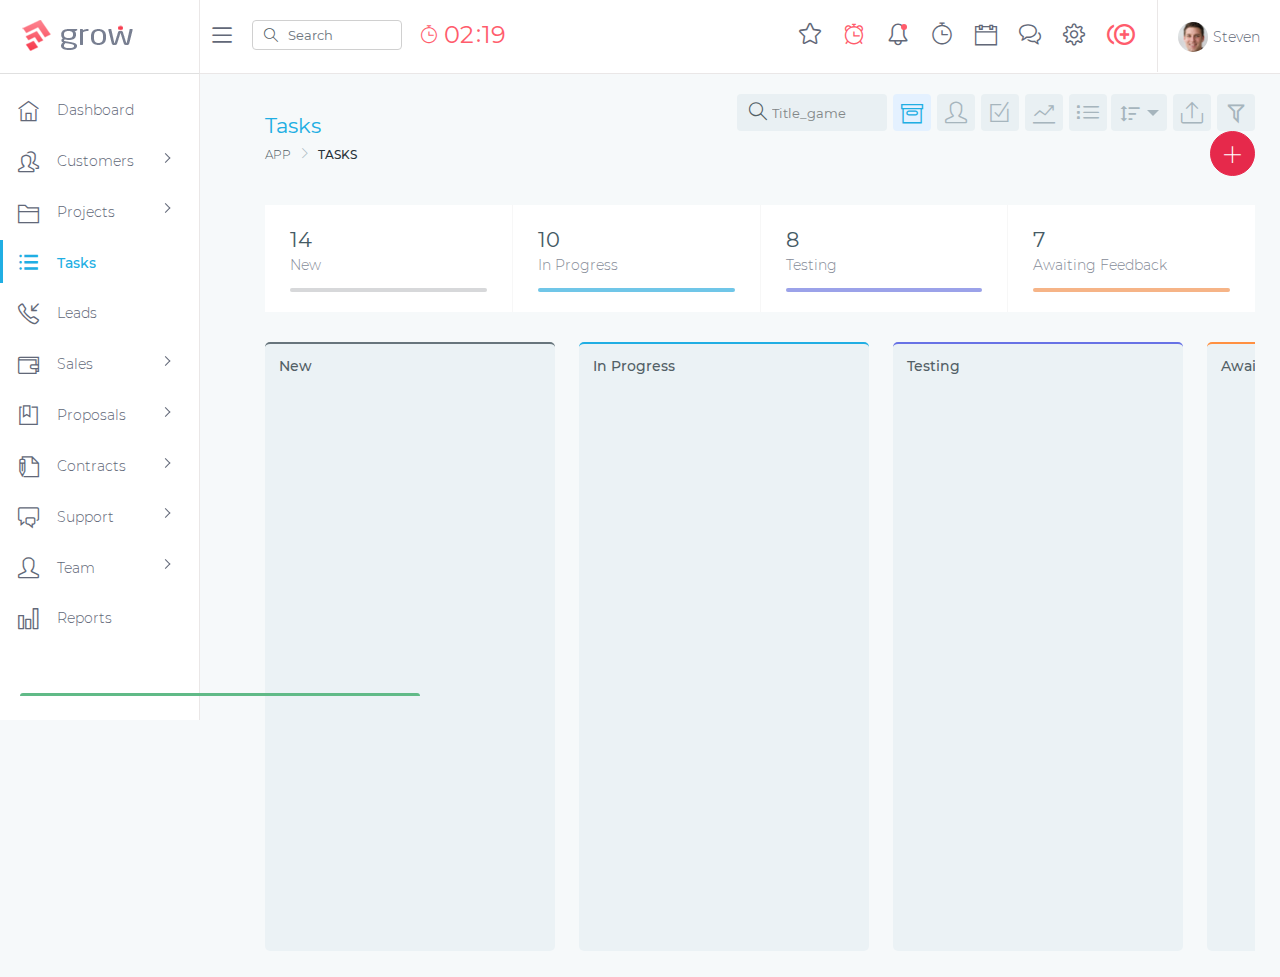 grow
Search
02:19
Steven
Dashboard
Customers
Projects
Tasks
Leads
Sales
Proposals
Contracts
Support
Team
Reports
Tasks
APP
TASKS
Title_game
14
New
10
In Progress
8
Testing
7
Awaiting Feedback
New
In Progress
Testing
Awai